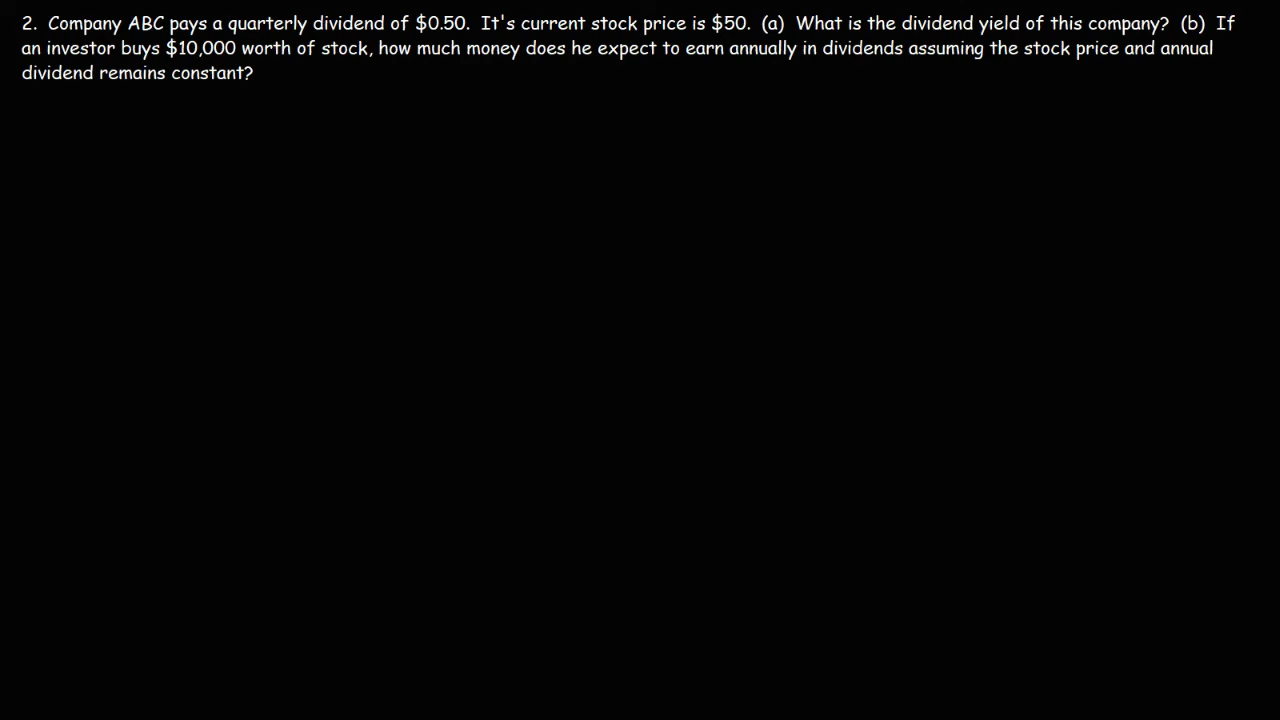 2.  Company ABC pays a quarterly dividend of $0.50.  It's current stock price is $50.  (a)  What is the dividend yield of this company?  (b)  If
an investor buys $10,000 worth of stock, how much money does he expect to earn annually in dividends assuming the stock price and annual
dividend remains constant?